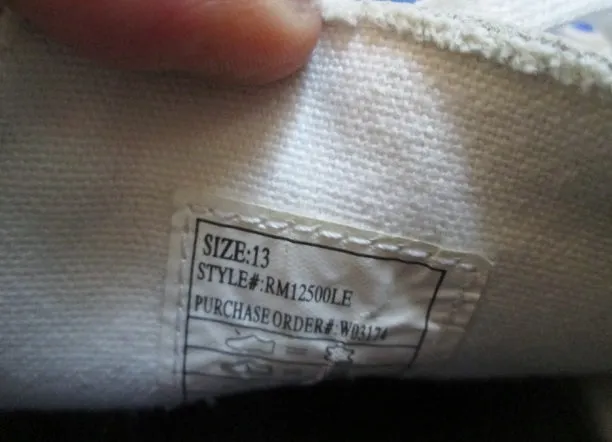 SIZE:13
STYLE#:RM12500LE
PURCHASE ORDER#:W03174